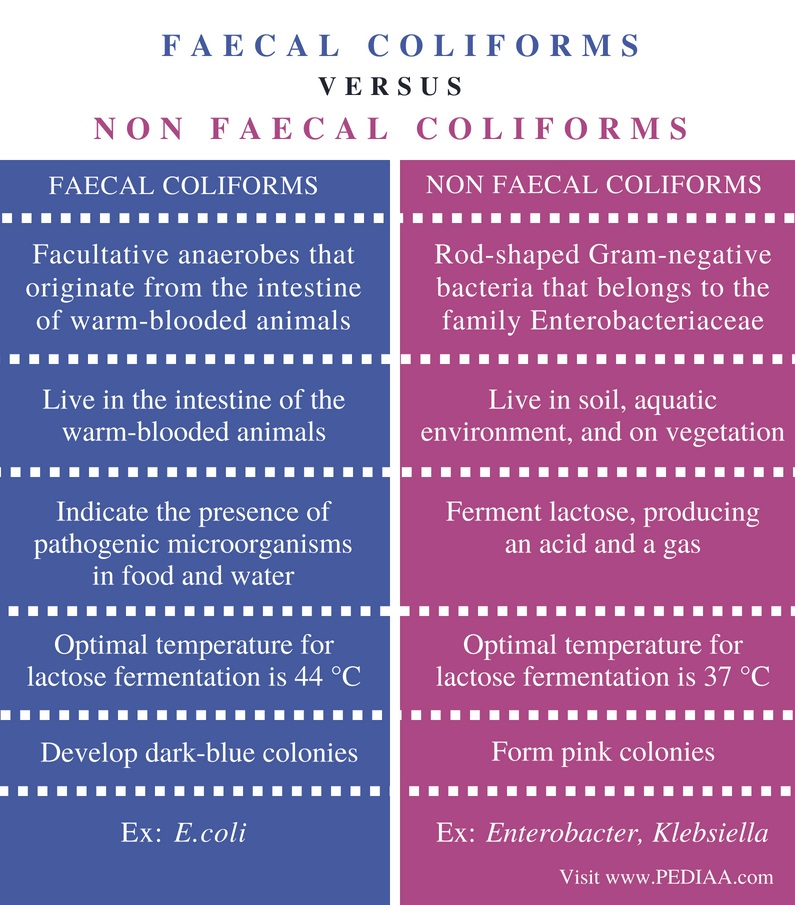 FAECAL COLIFORMS
VERSUS
NON FAECAL COLIFORMS
FAECAL COLIFORMS
NON FAECAL COLIFORMS
Facultative anaerobes that
originate from the intestine
of warm-blooded animals
Rod-shaped Gram-negative
bacteria that belongs to the
family Enterobacteriaceae
Live in the intestine of the
warm-blooded animals
Live in soil, aquatic
environment, and on vegetation
Indicate the presence of
pathogenic microorganisms
in food and water
Ferment lactose, producing
an acid and a gas
Optimal temperature for
lactose fermentation is 44 °C
Optimal temperature for
lactose fermentation is 37 °C
Develop dark-blue colonies
Form pink colonies
Ex: E.coli
Ex: Enterobacter, Klebsiella
Visit www.PEDIAA.com